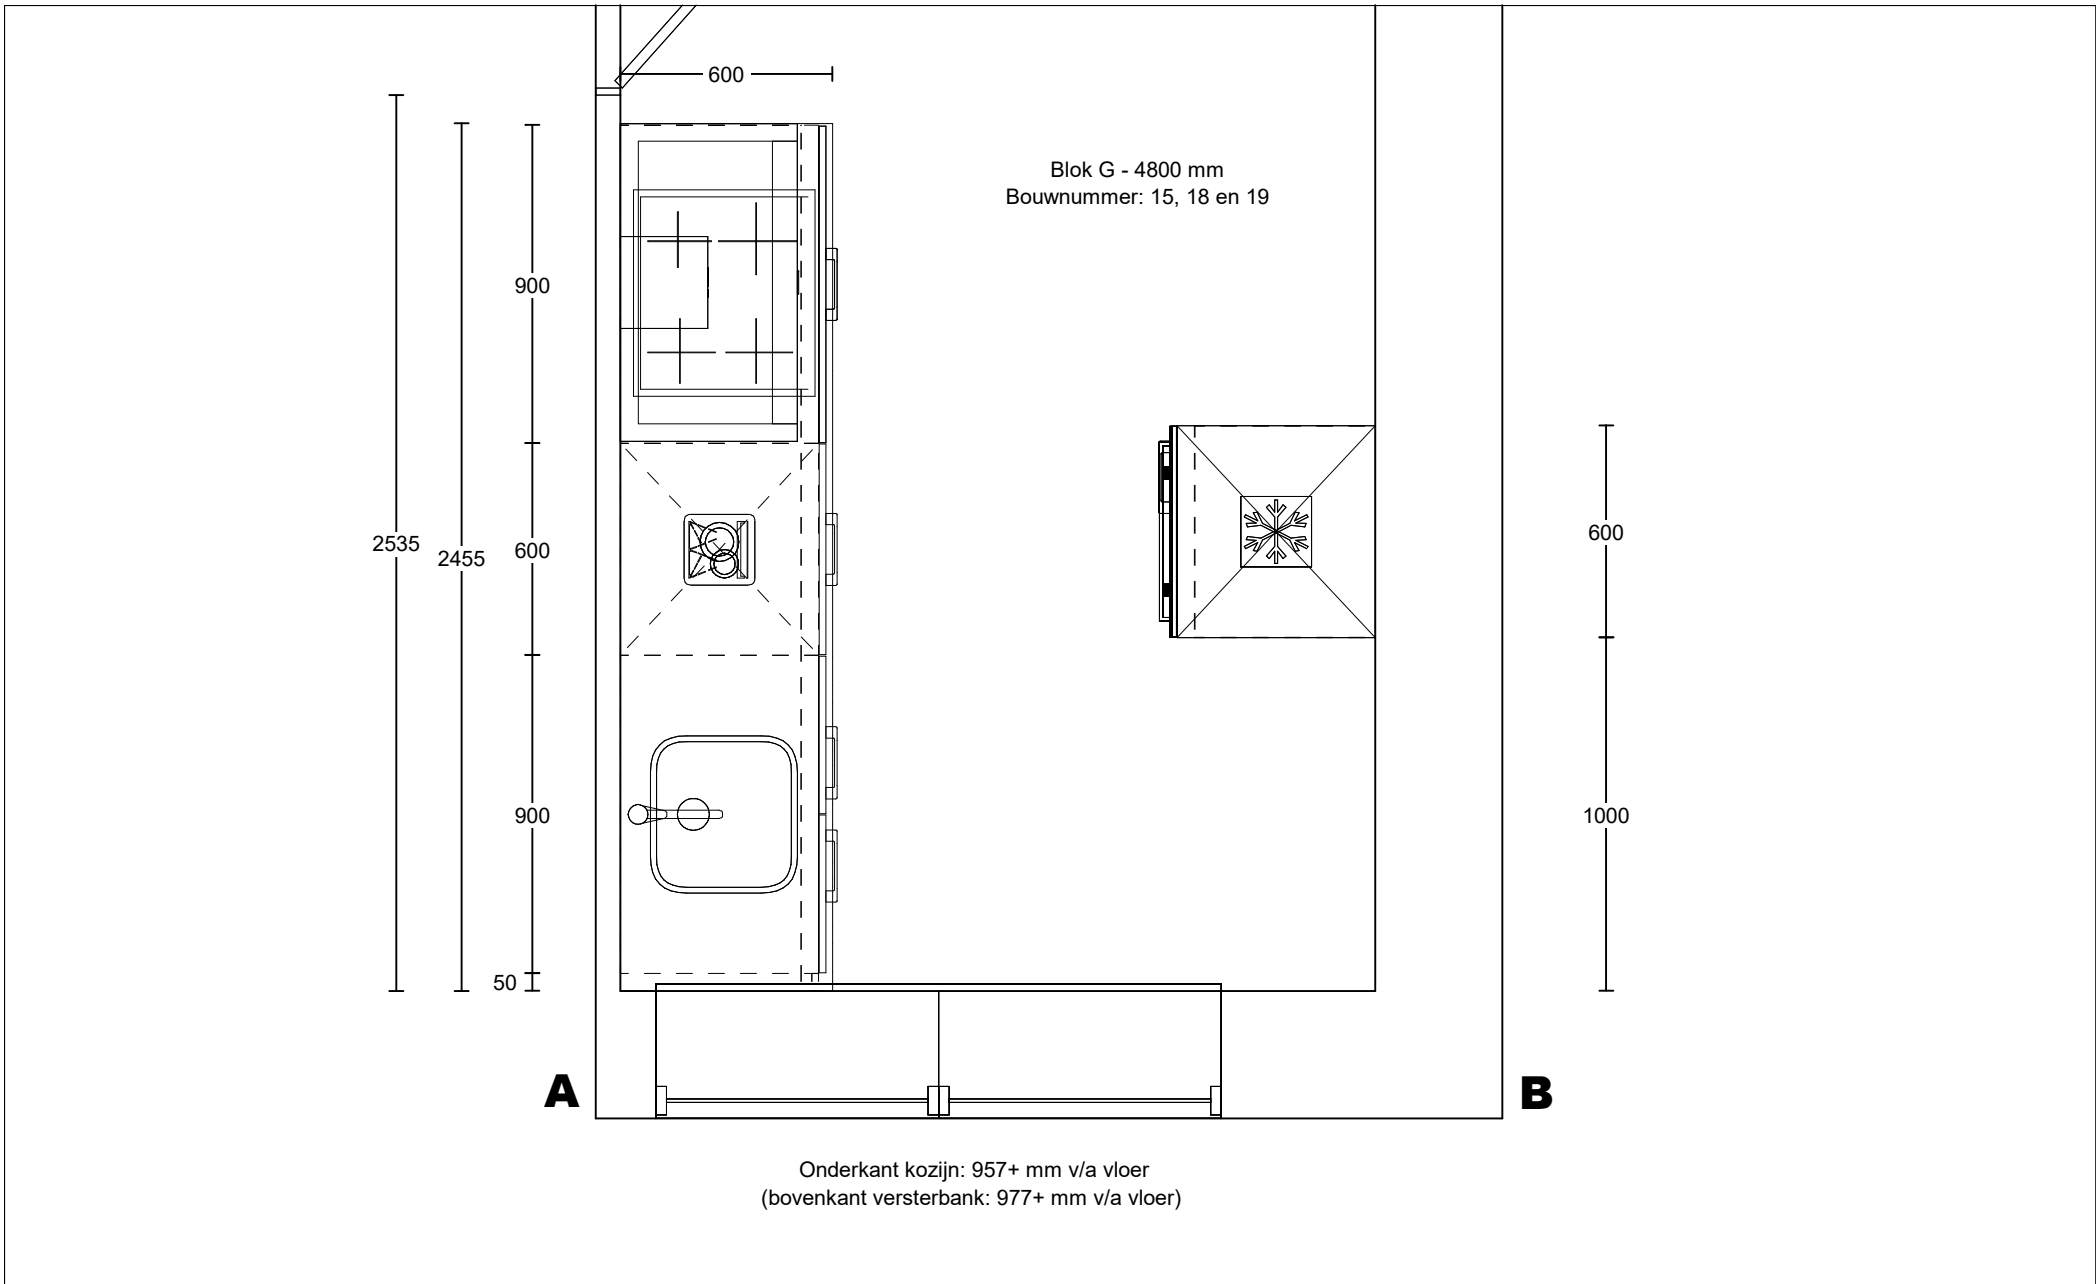 600
Blok G - 4800 mm
Bouwnummer: 15, 18 en 19
900
2535
2455
600
600
900
1000
50
A
B
Onderkant kozijn: 957+ mm v/a vloer
(bovenkant versterbank: 977+ mm v/a vloer)